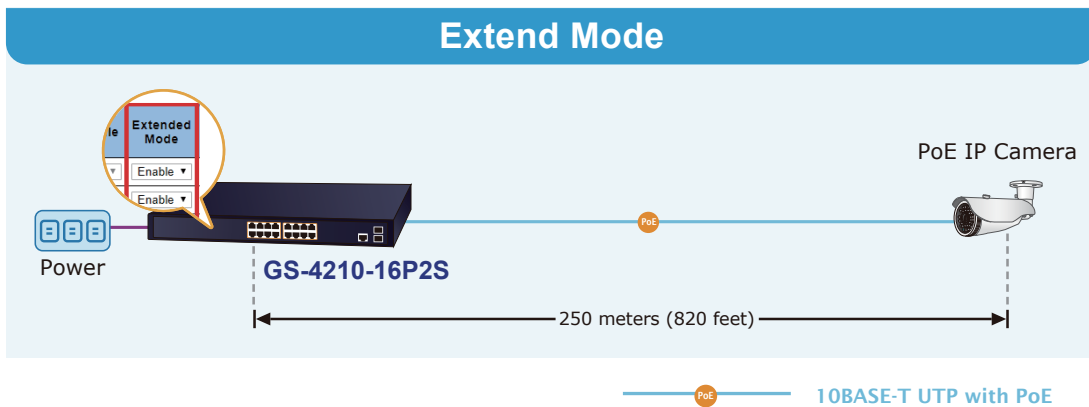 Extend Mode
le
Extended
Mode
Enable
Enable
PoE IP Camera
PoE
Power
GS-4210-16P2S
250 meters (820 feet)
PoE
10BASE-T UTP with PoE